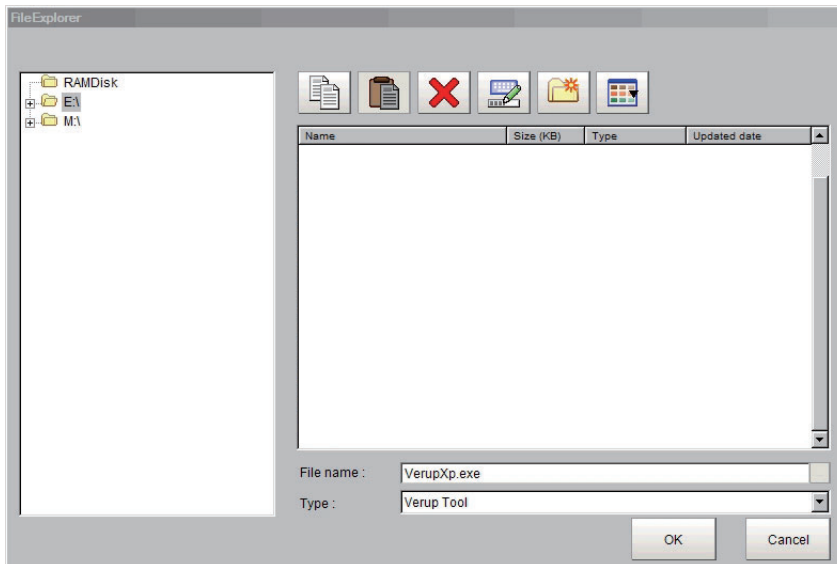 FileExplorer
RAMDisk
E:\
M:\
Name Size (KB) Type Updated date
File name : VerupXp.exe
Type : Verup Tool
OK Cancel